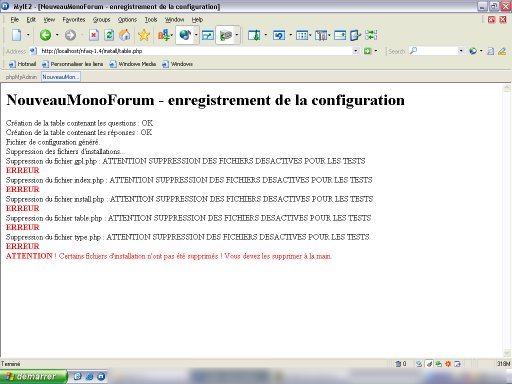 MyIE2 - [NouveauMonoForum - enregistrement de la configuration]
File Edit View Favorites Groups Options Tools Window Help
Address http://localhost/nfaq-1.4/install/table.php Search
Hotmail Personnaliser les liens Windows Media Windows
phpMyAdmin NouveauMon...
NouveauMonoForum - enregistrement de la configuration
Création de la table contenant les questions : OK
Création de la table contenant les réponses : OK
Fichier de configuration généré.
Suppression des fichiers d'installations...
Suppression du fichier gpl.php : ATTENTION SUPPRESSION DES FICHIERS DESACTIVES POUR LES TESTS
ERREUR
Suppression du fichier index.php : ATTENTION SUPPRESSION DES FICHIERS DESACTIVES POUR LES TESTS
ERREUR
Suppression du fichier install.php : ATTENTION SUPPRESSION DES FICHIERS DESACTIVES POUR LES TESTS
ERREUR
Suppression du fichier table.php : ATTENTION SUPPRESSION DES FICHIERS DESACTIVES POUR LES TESTS
ERREUR
Suppression du fichier type.php : ATTENTION SUPPRESSION DES FICHIERS DESACTIVES POUR LES TESTS
ERREUR
ATTENTION ! Certains fichiers d'installation n'ont pas été supprimés ! Vous devez les supprimer à la main.
Terminé 0 318M
démarrer